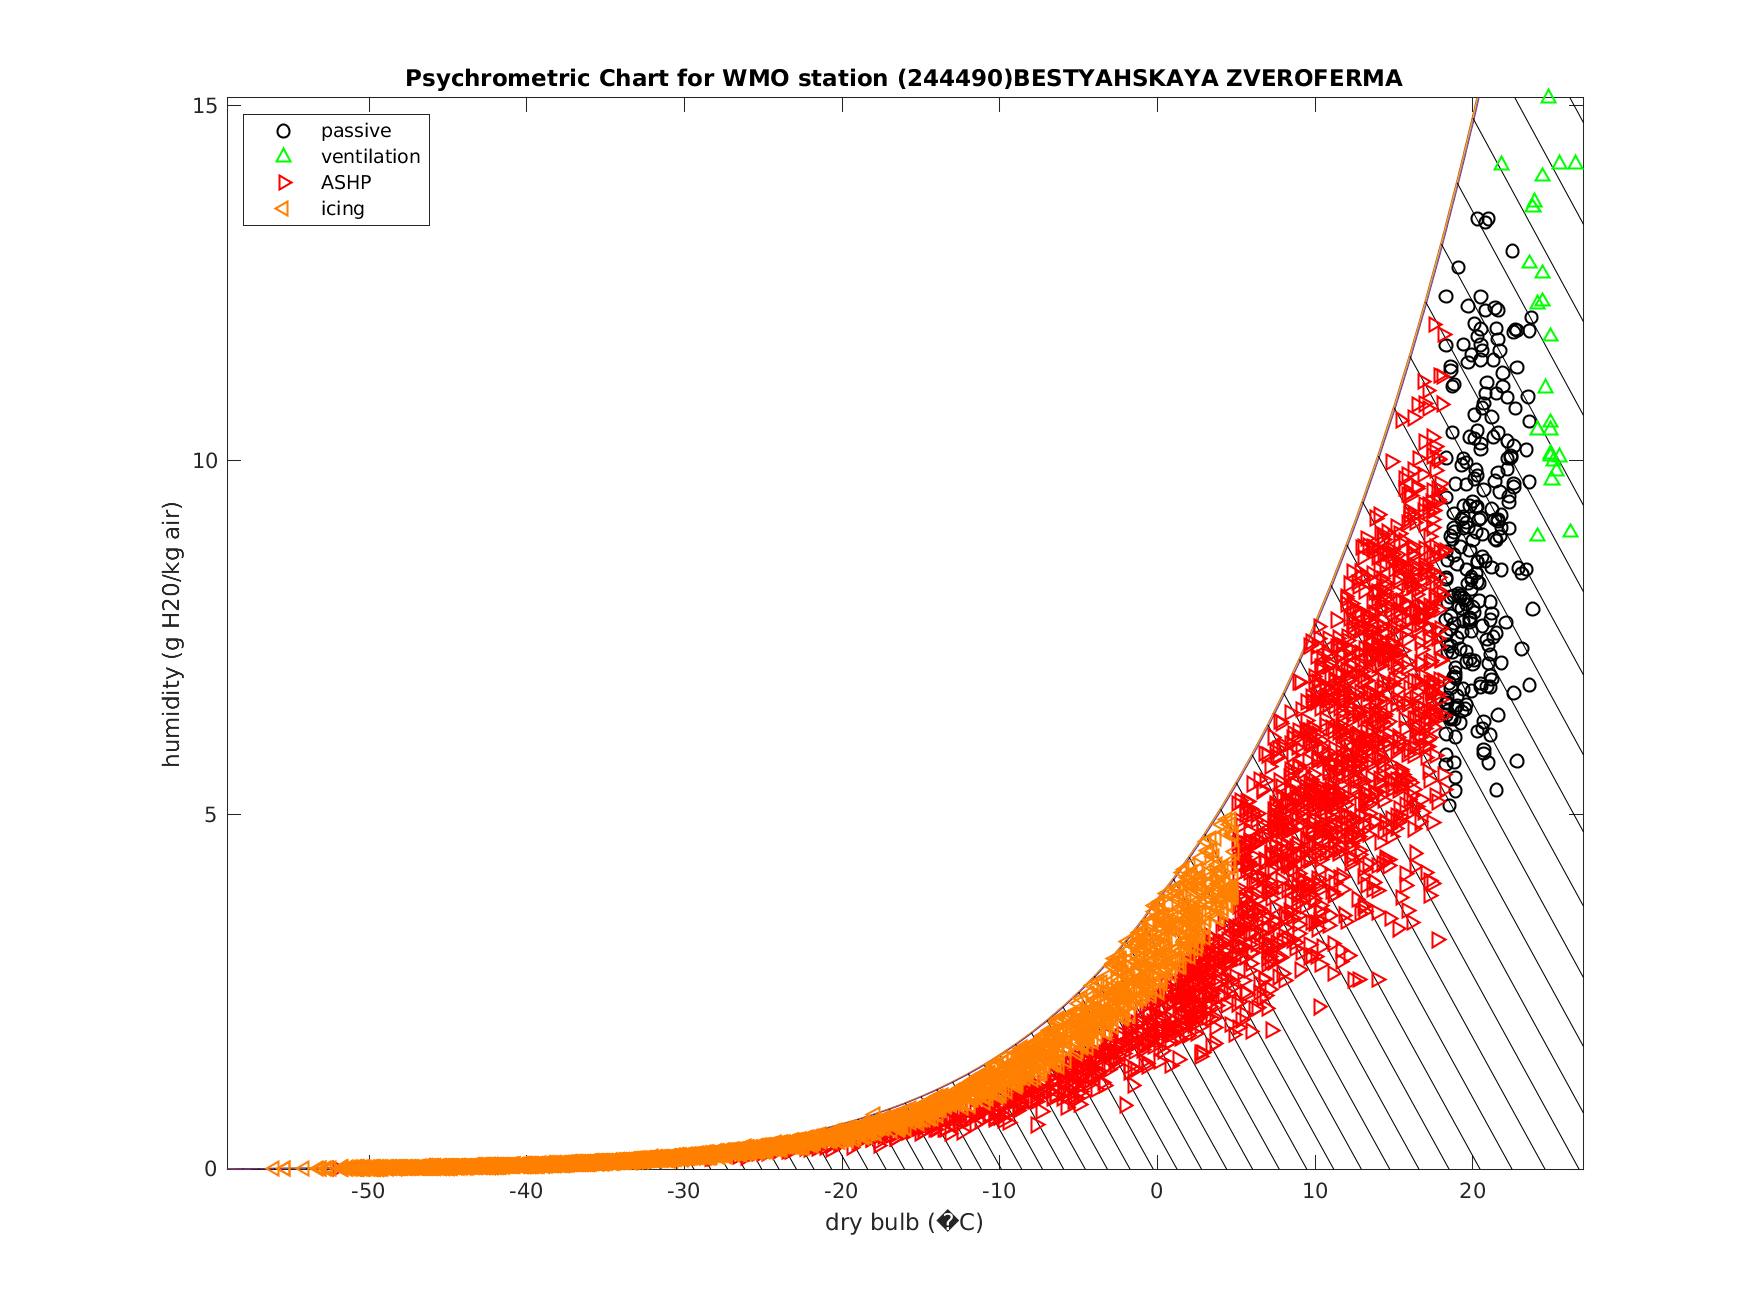 Psychrometric Chart for WMO station (244490)BESTYAHSKAYA ZVEROFERMA
passive
ventilation
ASHP
icing
15
10
5
0
humidity (g H20/kg air)
-50 -40 -30 -20 -10 0 10 20
dry bulb (�C)